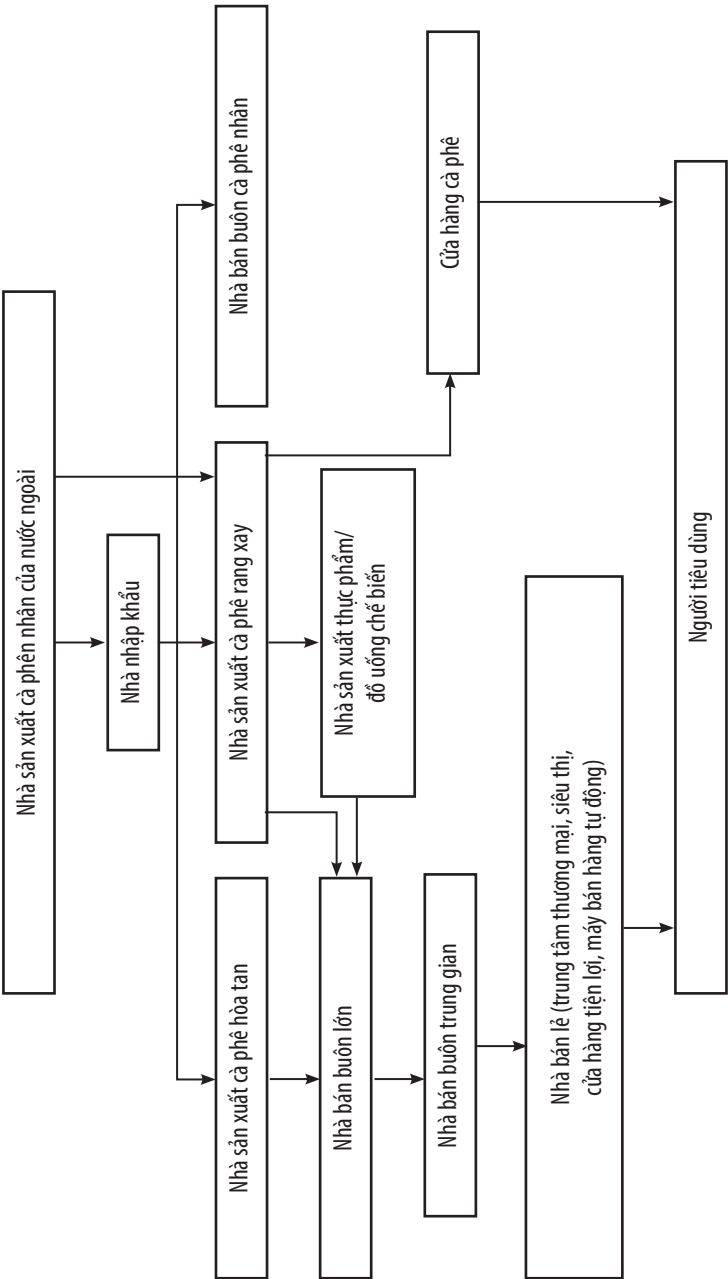 Nhà sản xuất cà phên nhân của nước ngoài
Nhà nhập khẩu
Nhà sản xuất cà phê hòa tan
Nhà sản xuất cà phê rang xay
Nhà bán buôn cà phê nhân
Nhà bán buôn lớn
Nhà sản xuất thực phẩm/
đồ uống chế biến
Nhà bán buôn trung gian
Cửa hàng cà phê
Nhà bán lẻ (trung tâm thương mại, siêu thị,
cửa hàng tiện lợi, máy bán hàng tự động)
Người tiêu dùng